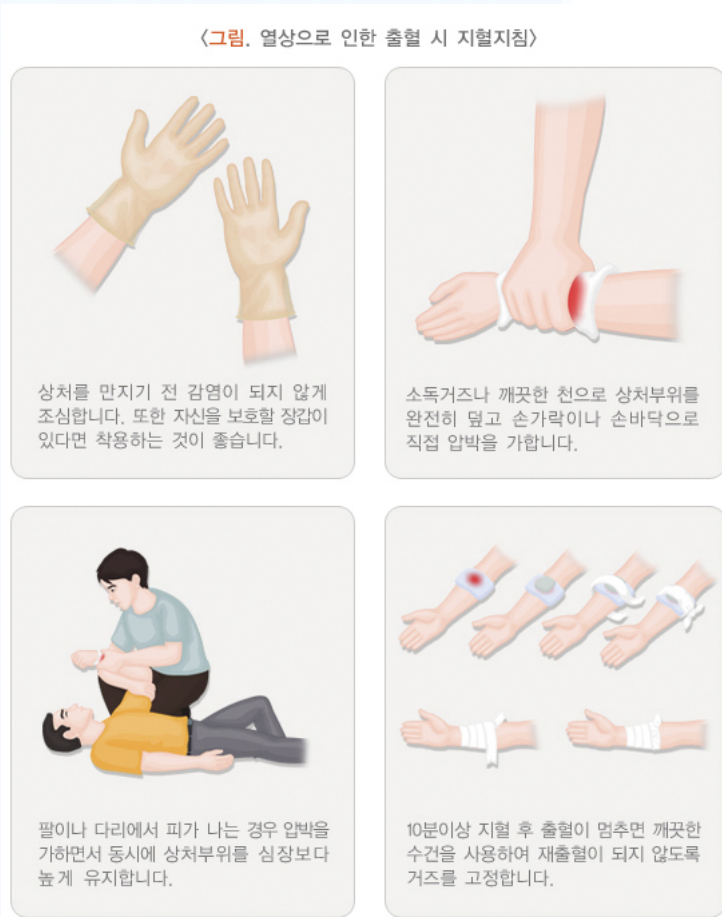 〈그림. 열상으로 인한 출혈 시 지혈지침〉
상처를 만지기 전 감염이 되지 않게
조심합니다. 또한 자신을 보호할 장갑이
있다면 착용하는 것이 좋습니다.
소독거즈나 깨끗한 천으로 상처부위를
완전히 덮고 손가락이나 손바닥으로
직접 압박을 가합니다.
팔이나 다리에서 피가 나는 경우 압박을
가하면서 동시에 상처부위를 심장보다
높게 유지합니다.
10분이상 지혈 후 출혈이 멈추면 깨끗한
수건을 사용하여 재출혈이 되지 않도록
거즈를 고정합니다.